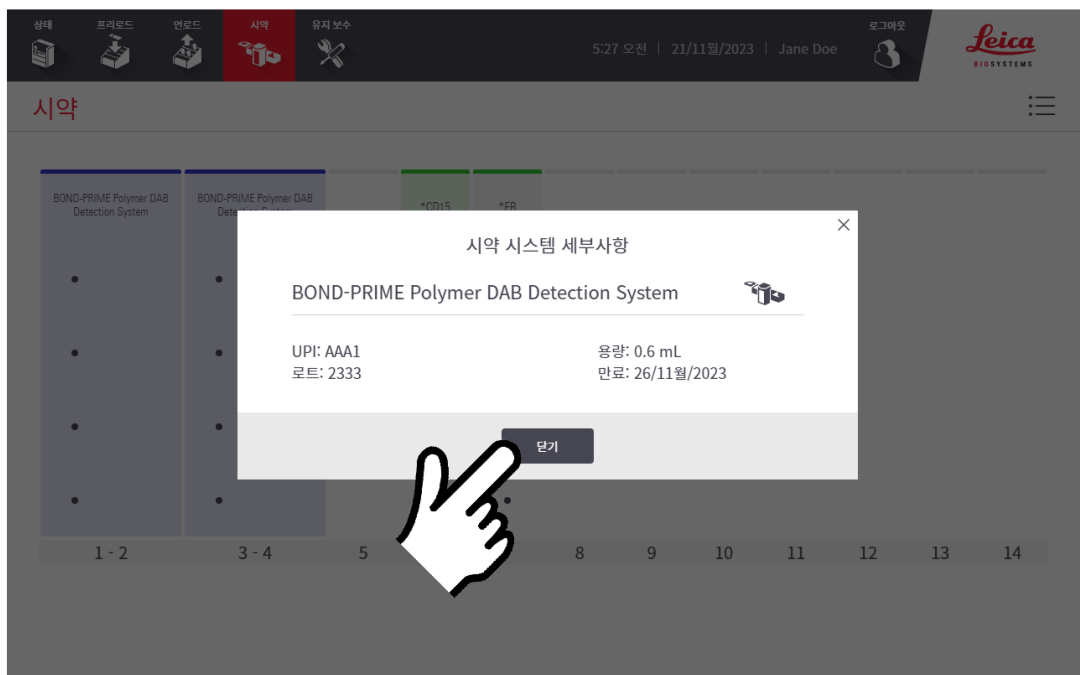 상태 프리로드 언로드 시약 유지 보수
5:27 오전 | 21/11월/2023 | Jane Doe
로그아웃
Leica
BIOSYSTEMS
시약
BOND-PRIME Polymer DAB
Detection System
BOND-PRIME Polymer DAB
Detection System
*CD15
*ER
시약 시스템 세부사항
BOND-PRIME Polymer DAB Detection System
UPI: AAA1
용량: 0.6 mL
로트: 2333
만료: 26/11월/2023
닫기
1 - 2 3 - 4 5 8 9 10 11 12 13 14